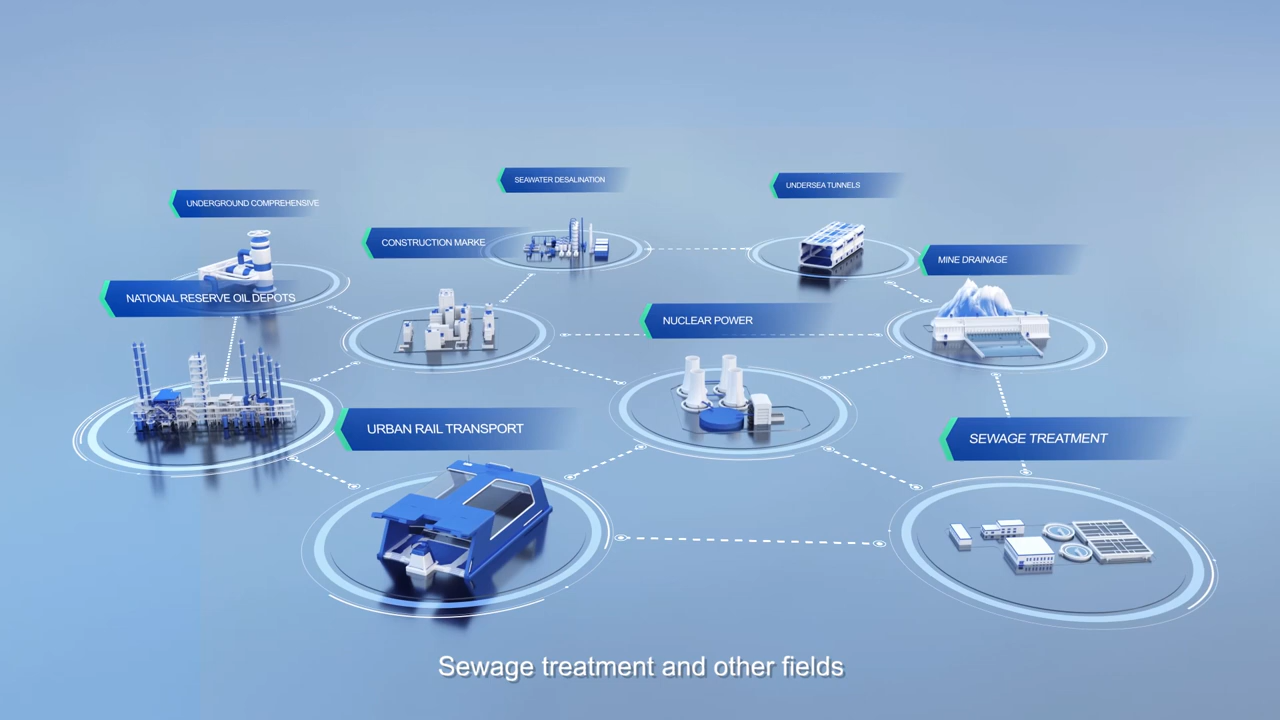 SEAWATER DESALINATION
UNDERSEA TUNNELS
UNDERGROUND COMPREHENSIVE
CONSTRUCTION MARKE
MINE DRAINAGE
NATIONAL RESERVE OIL DEPOTS
NUCLEAR POWER
URBAN RAIL TRANSPORT
SEWAGE TREATMENT
Sewage treatment and other fields